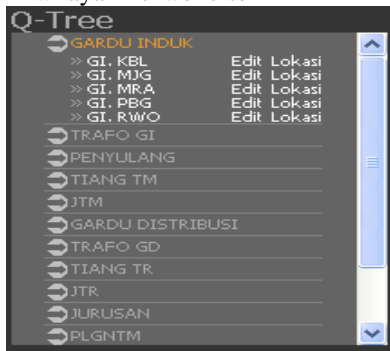 Q-Tree
GARDU INDUK
» GI. KBL Edit Lokasi
» GI. MJG Edit Lokasi
» GI. MRA Edit Lokasi
» GI. PBG Edit Lokasi
» GI. RWO Edit Lokasi
TRAFO GI
PENYULANG
TIANG TM
JTM
GARDU DISTRIBUSI
TRAFO GD
TIANG TR
JTR
JURUSAN
PLGNTM